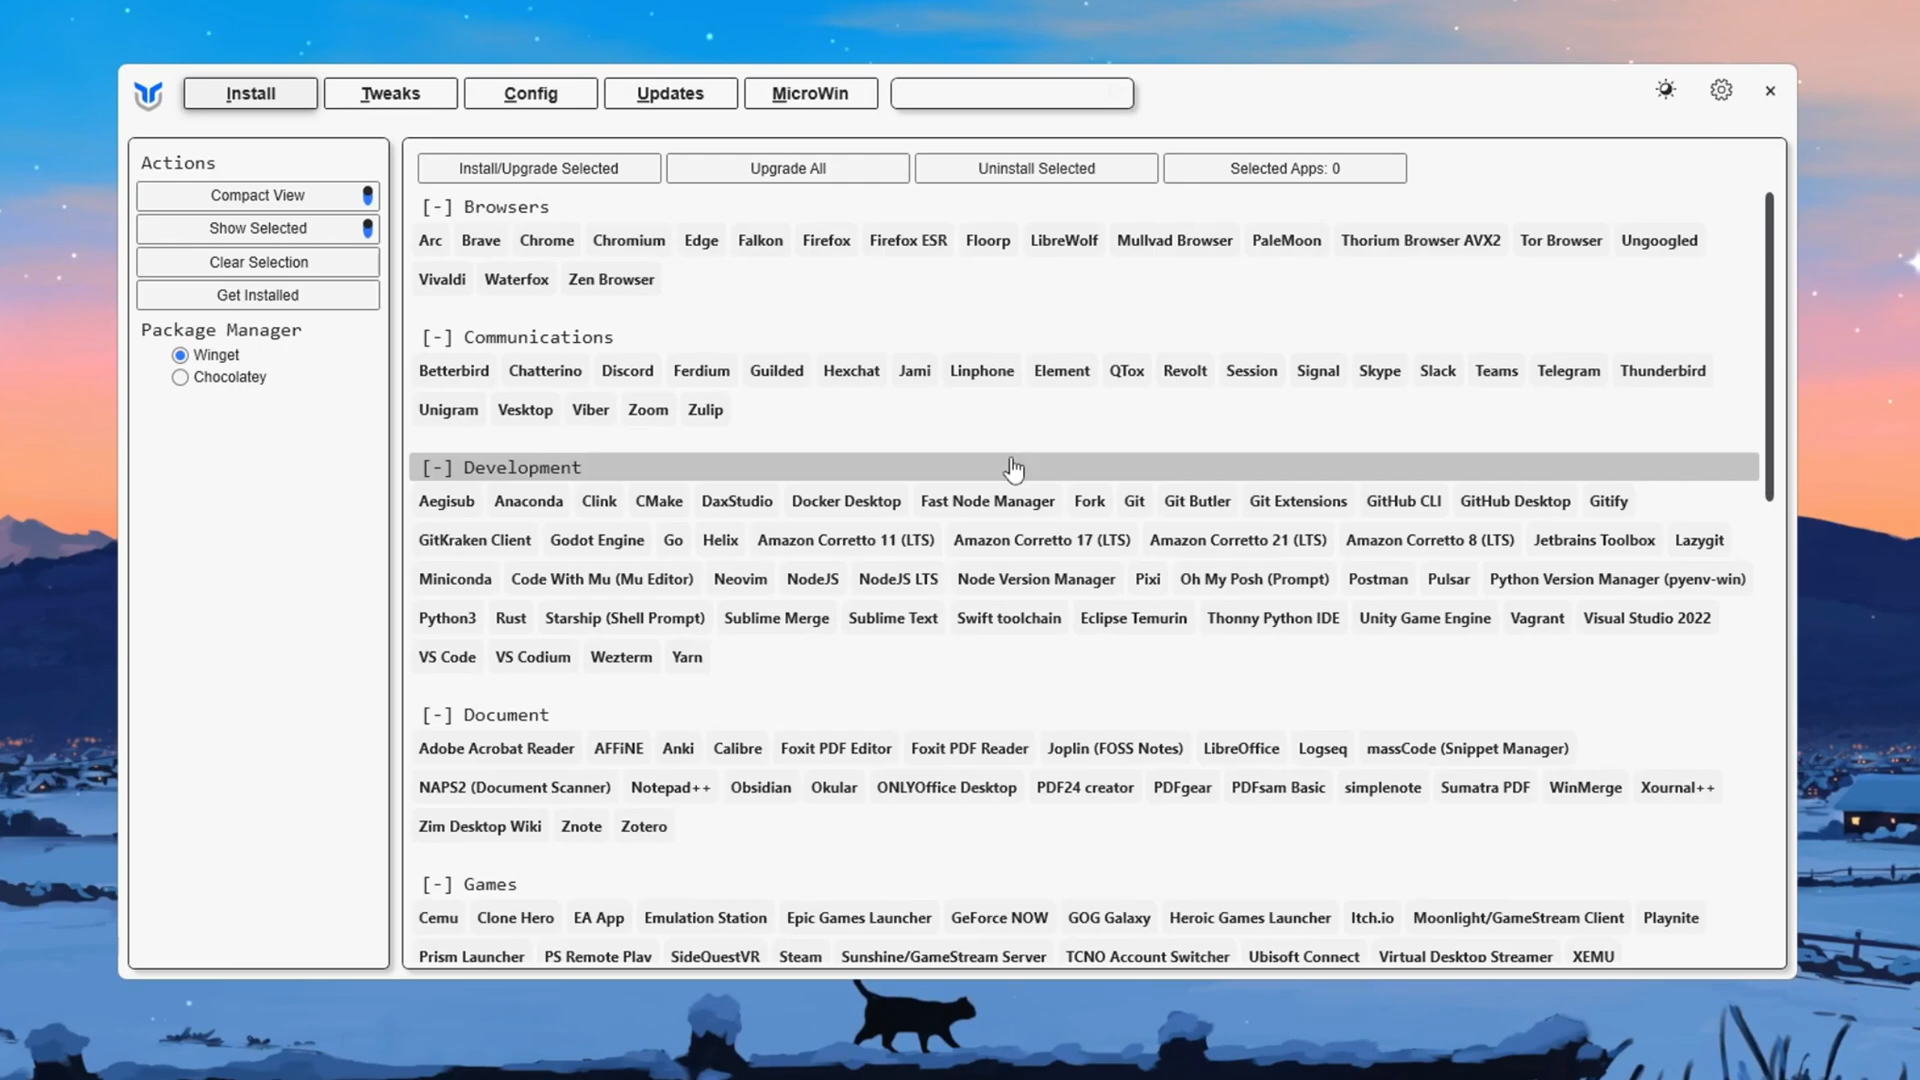 Install Tweaks Config Updates MicroWin
Actions
Compact View
Show Selected
Clear Selection
Get Installed
Package Manager
Winget
Chocolatey
Install/Upgrade Selected Upgrade All Uninstall Selected Selected Apps: 0
[-] Browsers
Arc Brave Chrome Chromium Edge Falkon Firefox Firefox ESR Floorp LibreWolf Mullvad Browser PaleMoon Thorium Browser AVX2 Tor Browser Ungoogled
Vivaldi Waterfox Zen Browser
[-] Communications
Betterbird Chatterino Discord Ferdium Guilded Hexchat Jami Linphone Element QTox Revolt Session Signal Skype Slack Teams Telegram Thunderbird
Unigram Vesktop Viber Zoom Zulip
[-] Development
Aegisub Anaconda Clink CMake DaxStudio Docker Desktop Fast Node Manager Fork Git Git Butler Git Extensions GitHub CLI GitHub Desktop Gitify
GitKraken Client Godot Engine Go Helix Amazon Corretto 11 (LTS) Amazon Corretto 17 (LTS) Amazon Corretto 21 (LTS) Amazon Corretto 8 (LTS) Jetbrains Toolbox Lazygit
Miniconda Code With Mu (Mu Editor) Neovim NodeJS NodeJS LTS Node Version Manager Pixi Oh My Posh (Prompt) Postman Pulsar Python Version Manager (pyenv-win)
Python3 Rust Starship (Shell Prompt) Sublime Merge Sublime Text Swift toolchain Eclipse Temurin Thonny Python IDE Unity Game Engine Vagrant Visual Studio 2022
VS Code VS Codium Wezterm Yarn
[-] Document
Adobe Acrobat Reader AFFiNE Anki Calibre Foxit PDF Editor Foxit PDF Reader Joplin (FOSS Notes) LibreOffice Logseq massCode (Snippet Manager)
NAPS2 (Document Scanner) Notepad++ Obsidian Okular ONLYOffice Desktop PDF24 creator PDFgear PDFsam Basic simplenote Sumatra PDF WinMerge Xournal++
Zim Desktop Wiki Znote Zotero
[-] Games
Cemu Clone Hero EA App Emulation Station Epic Games Launcher GeForce NOW GOG Galaxy Heroic Games Launcher Itch.io Moonlight/GameStream Client Playnite
Prism Launcher PS Remote Play SideQuestVR Steam Sunshine/GameStream Server TCNO Account Switcher Ubisoft Connect Virtual Desktop Streamer XEMU